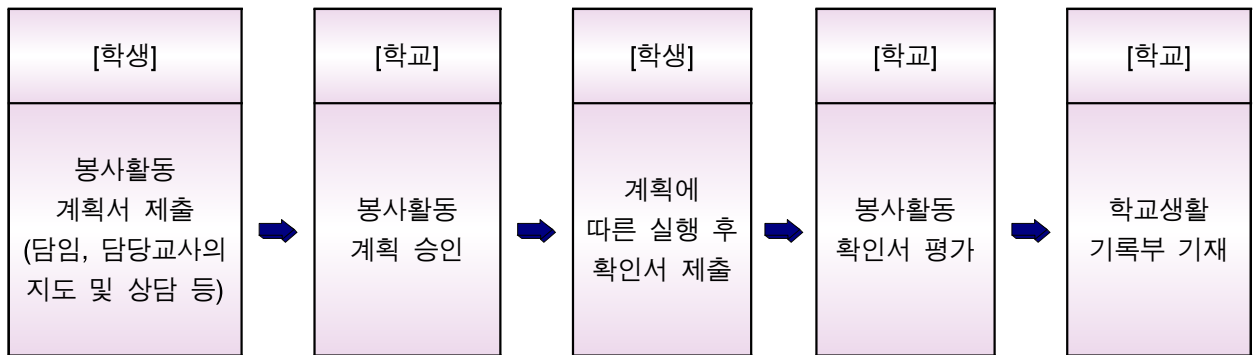 [학생]
봉사활동
계획서 제출
(담임, 담당교사의
지도 및 상담 등)
[학교]
봉사활동
계획 승인
[학생]
계획에
따른 실행 후
확인서 제출
[학교]
봉사활동
확인서 평가
[학교]
학교생활
기록부 기재